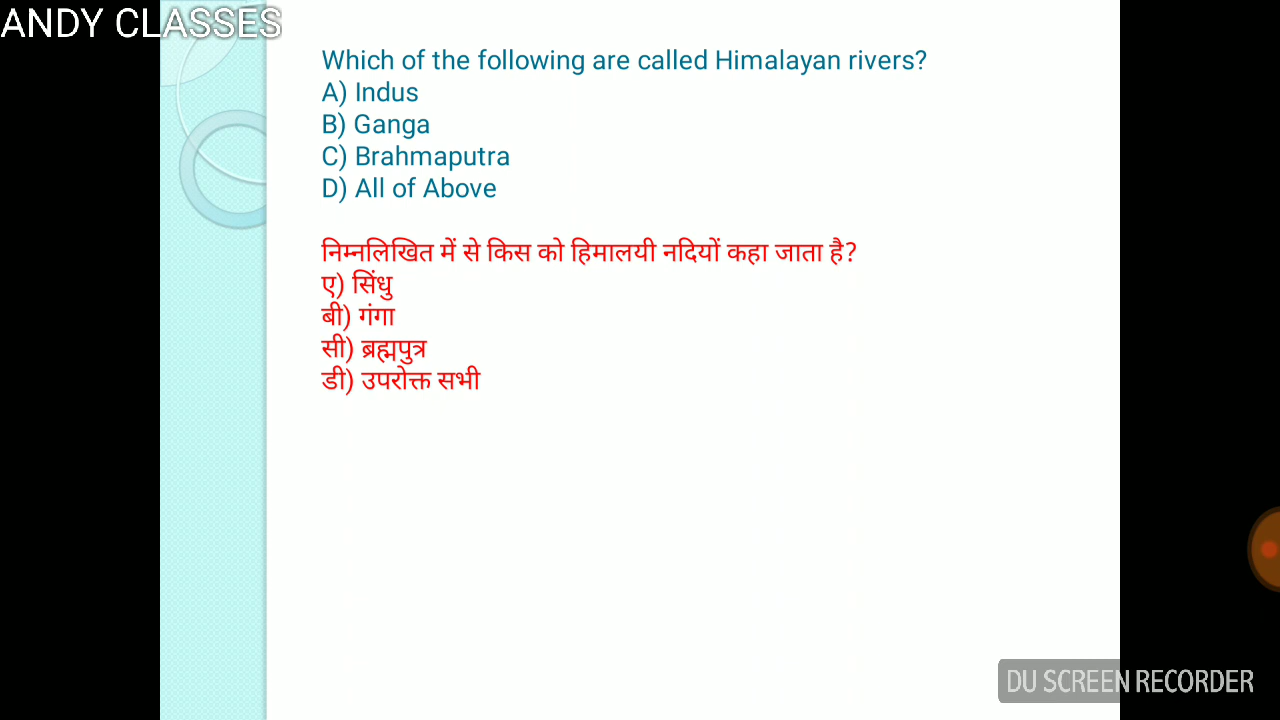 ANDY CLASSES
Which of the following are called Himalayan rivers?
A) Indus
B) Ganga
C) Brahmaputra
D) All of Above
निम्नलिखित में से किस को हिमालयी नदियों कहा जाता है?
ए) सिंधु
बी) गंगा
सी) ब्रह्मपुत्र
डी) उपरोक्त सभी
DU SCREEN RECORDER